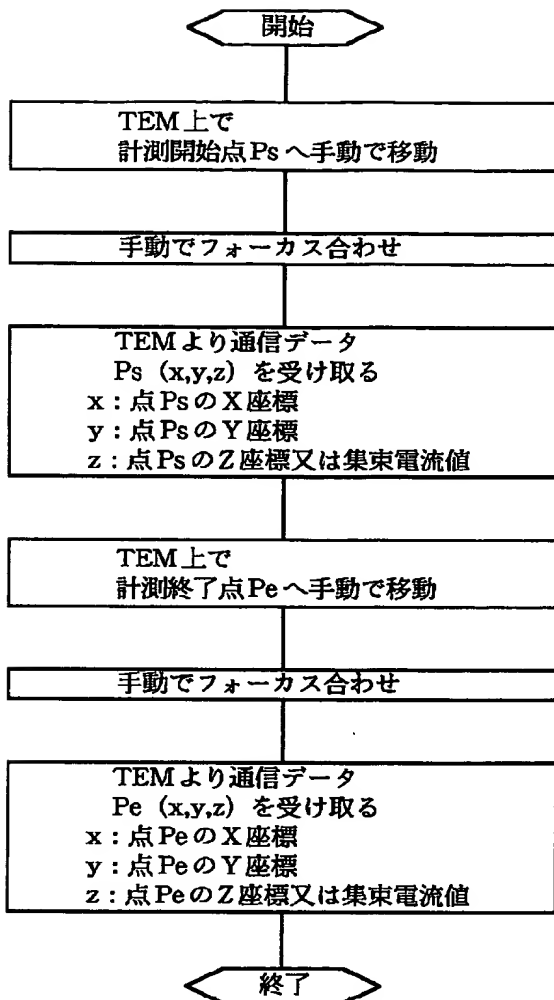 開始
TEM上で
計測開始点Psへ手動で移動
手動でフォーカス合わせ
TEMより通信データ
Ps (x,y,z) を受け取る
x：点PsのX座標
y：点PsのY座標
z：点PsのZ座標又は集束電流値
TEM上で
計測終了点Peへ手動で移動
手動でフォーカス合わせ
TEMより通信データ
Pe (x,y,z) を受け取る
x：点PeのX座標
y：点PeのY座標
z：点PeのZ座標又は集束電流値
終了